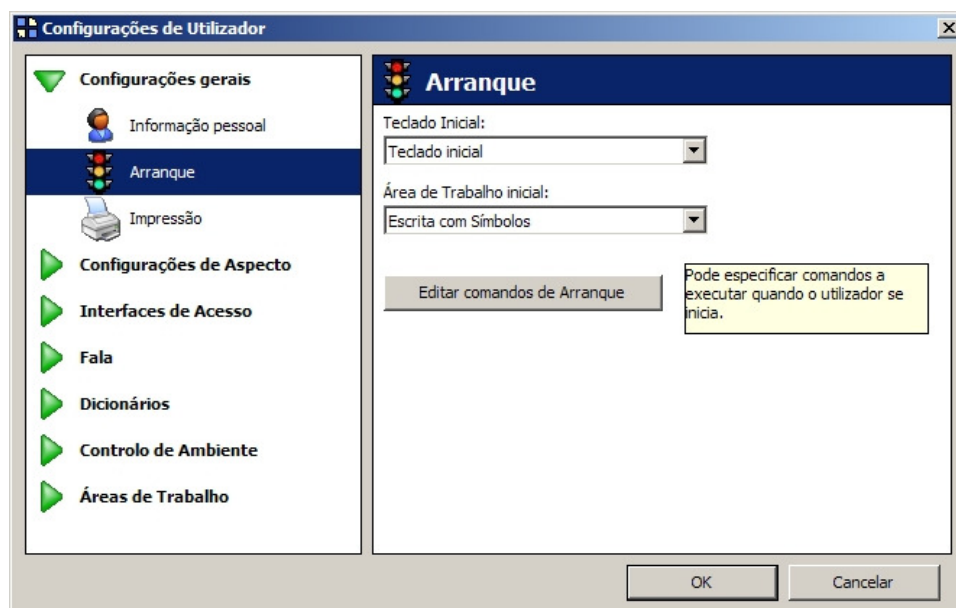 Configurações de Utilizador
Configurações gerais
Informação pessoal
Arranque
Impressão
Configurações de Aspecto
Interfaces de Acesso
Fala
Dicionários
Controlo de Ambiente
Áreas de Trabalho
Arranque
Teclado Inicial:
Teclado inicial
Área de Trabalho inicial:
Escrita com Símbolos
Editar comandos de Arranque
Pode especificar comandos a
executar quando o utilizador se
inicia.
OK
Cancelar